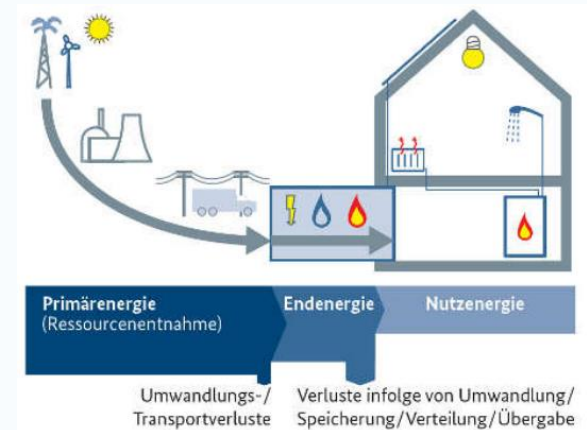 Primärenergie
(Ressourcenentnahme)
Endenergie
Nutzenergie
Umwandlungs-/
Transportverluste
Verluste infolge von Umwandlung/
Speicherung/Verteilung/Übergabe